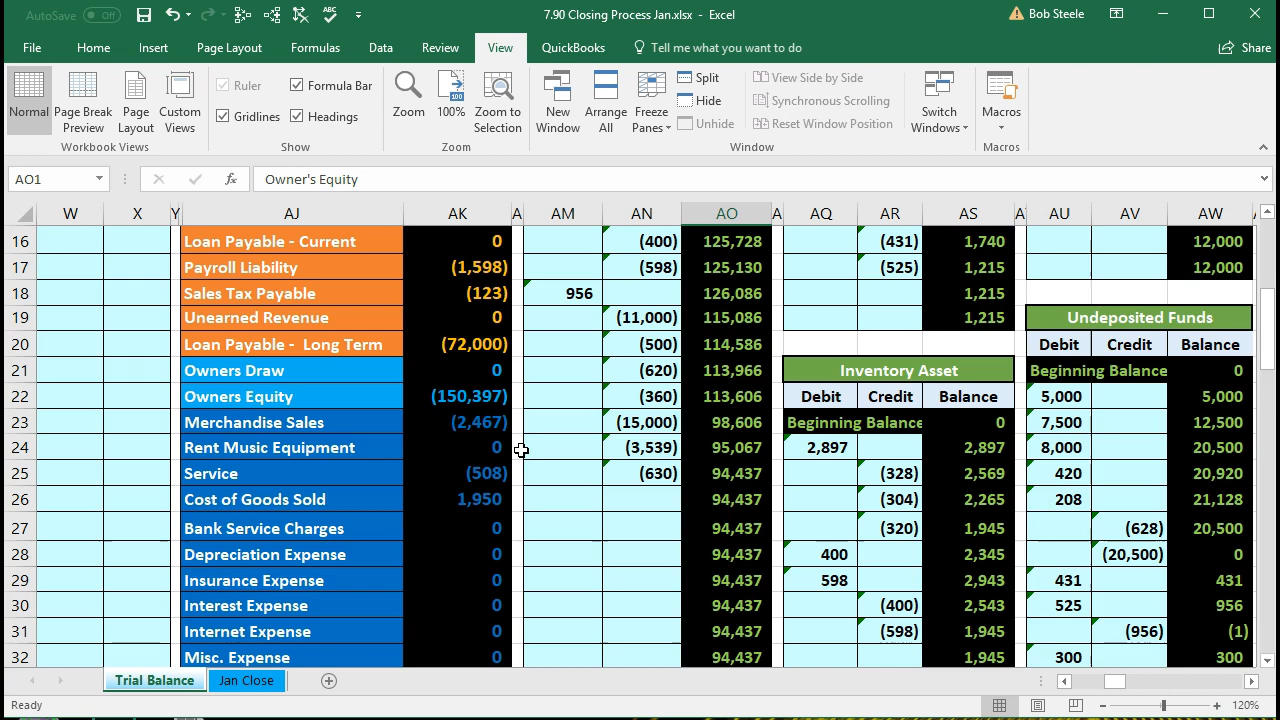 AutoSave Off 7.90 Closing Process Jan.xlsx - Excel Bob Steele
File Home Insert Page Layout Formulas Data Review View QuickBooks Tell me what you want to do Share
Normal Page Break Preview Page Layout Custom Views
Workbook Views
Ruler Formula Bar
Gridlines Headings
Show
Zoom 100% Zoom to Selection
Zoom
New Window Arrange All Freeze Panes
Split
Hide
Unhide
View Side by Side
Synchronous Scrolling
Reset Window Position
Switch Windows
Window
Macros
Macros
AO1 fx Owner's Equity
W X Y AJ AK A AM AN AO A AQ AR AS A AU AV AW
16 Loan Payable - Current 0 (400) 125,728 (431) 1,740 12,000
17 Payroll Liability (1,598) (598) 125,130 (525) 1,215 12,000
18 Sales Tax Payable (123) 956 126,086 1,215
19 Unearned Revenue 0 (11,000) 115,086 1,215 Undeposited Funds
20 Loan Payable - Long Term (72,000) (500) 114,586 Debit Credit Balance
21 Owners Draw 0 (620) 113,966 Inventory Asset Beginning Balance 0
22 Owners Equity (150,397) (360) 113,606 Debit Credit Balance 5,000 5,000
23 Merchandise Sales (2,467) (15,000) 98,606 Beginning Balance 0 7,500 12,500
24 Rent Music Equipment 0 (3,539) 95,067 2,897 2,897 8,000 20,500
25 Service (508) (630) 94,437 (328) 2,569 420 20,920
26 Cost of Goods Sold 1,950 94,437 (304) 2,265 208 21,128
27 Bank Service Charges 0 94,437 (320) 1,945 (628) 20,500
28 Depreciation Expense 0 94,437 400 2,345 (20,500) 0
29 Insurance Expense 0 94,437 598 2,943 431 431
30 Interest Expense 0 94,437 (400) 2,543 525 956
31 Internet Expense 0 94,437 (598) 1,945 (956) (1)
32 Misc. Expense 0 94,437 1,945 300 300
Trial Balance Jan Close
Ready 120%